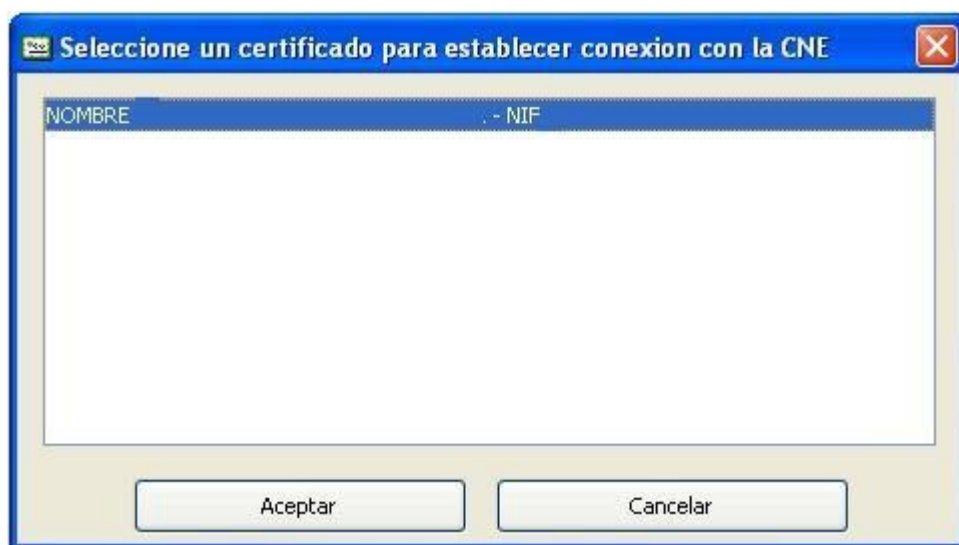 Seleccione un certificado para establecer conexion con la CNE
NOMBRE . - NIF
Aceptar Cancelar